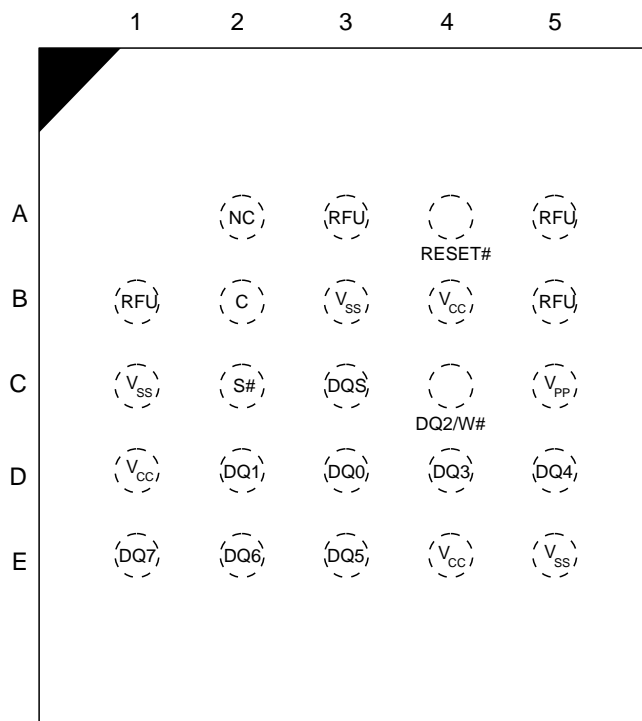 1 2 3 4 5
A NC RFU RFU
RESET#
B RFU C VSS VCC RFU
C VSS S# DQS VPP
DQ2/W#
D VCC DQ1 DQ0 DQ3 DQ4
E DQ7 DQ6 DQ5 VCC VSS